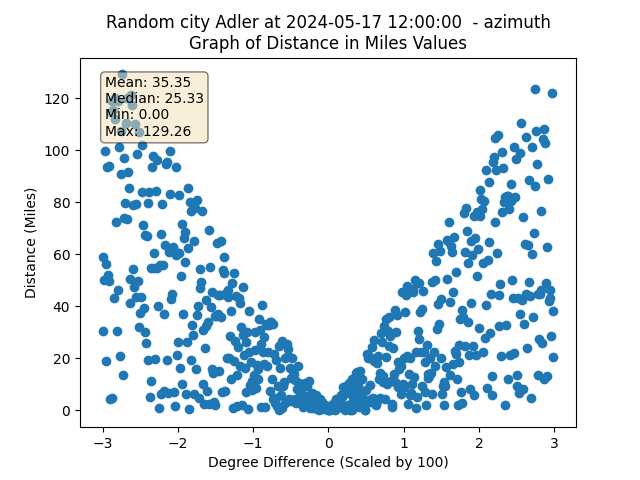 Random city Adler at 2024-05-17 12:00:00  - azimuth
Graph of Distance in Miles Values
Mean: 35.35
Median: 25.33
Min: 0.00
Max: 129.26
120
100
80
60
40
20
0
Distance (Miles)
−3 −2 −1 0 1 2 3
Degree Difference (Scaled by 100)